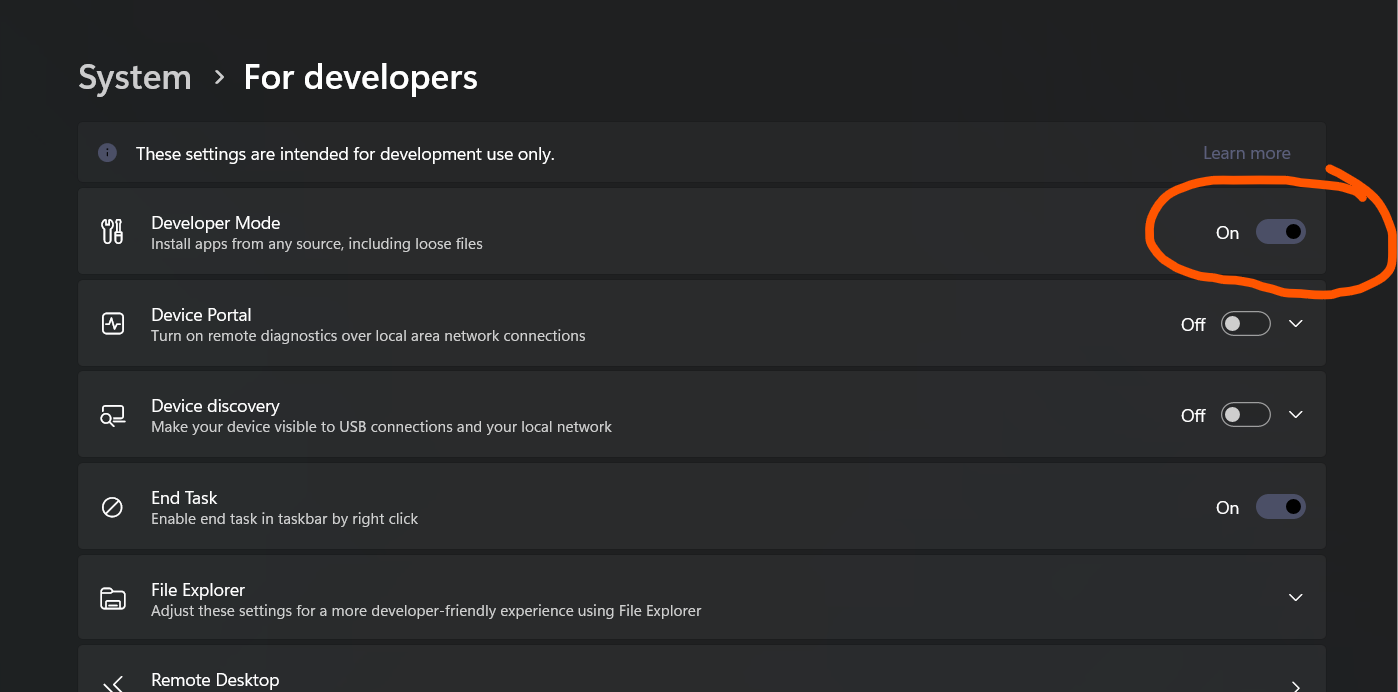 System > For developers
These settings are intended for development use only.
Learn more
Developer Mode
Install apps from any source, including loose files
On
Device Portal
Turn on remote diagnostics over local area network connections
Off
Device discovery
Make your device visible to USB connections and your local network
Off
End Task
Enable end task in taskbar by right click
On
File Explorer
Adjust these settings for a more developer-friendly experience using File Explorer
Remote Desktop